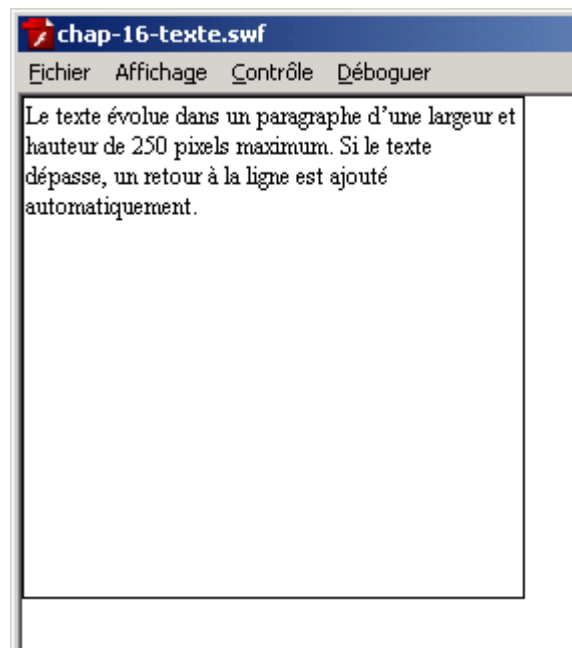 chap-16-texte.swf
Fichier Affichage Contrôle Déboguer
Le texte évolue dans un paragraphe d’une largeur et
hauteur de 250 pixels maximum. Si le texte
dépasse, un retour à la ligne est ajouté
automatiquement.